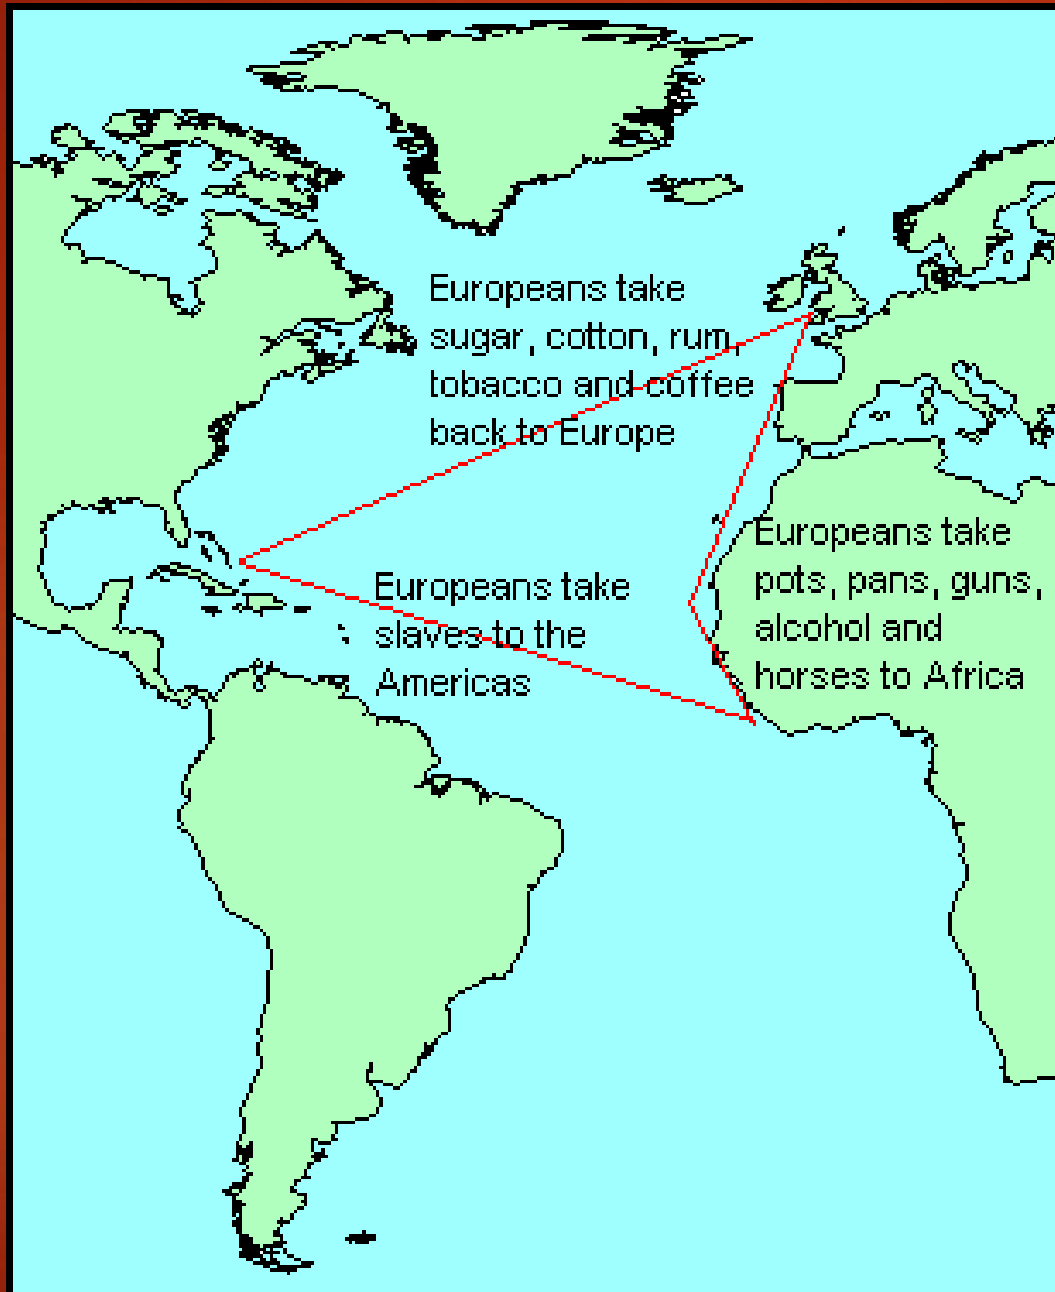 Europeans take
sugar, cotton, rum,
tobacco and coffee
back to Europe
Europeans take
pots, pans, guns,
alcohol and
horses to Africa
Europeans take
slaves to the
Americas